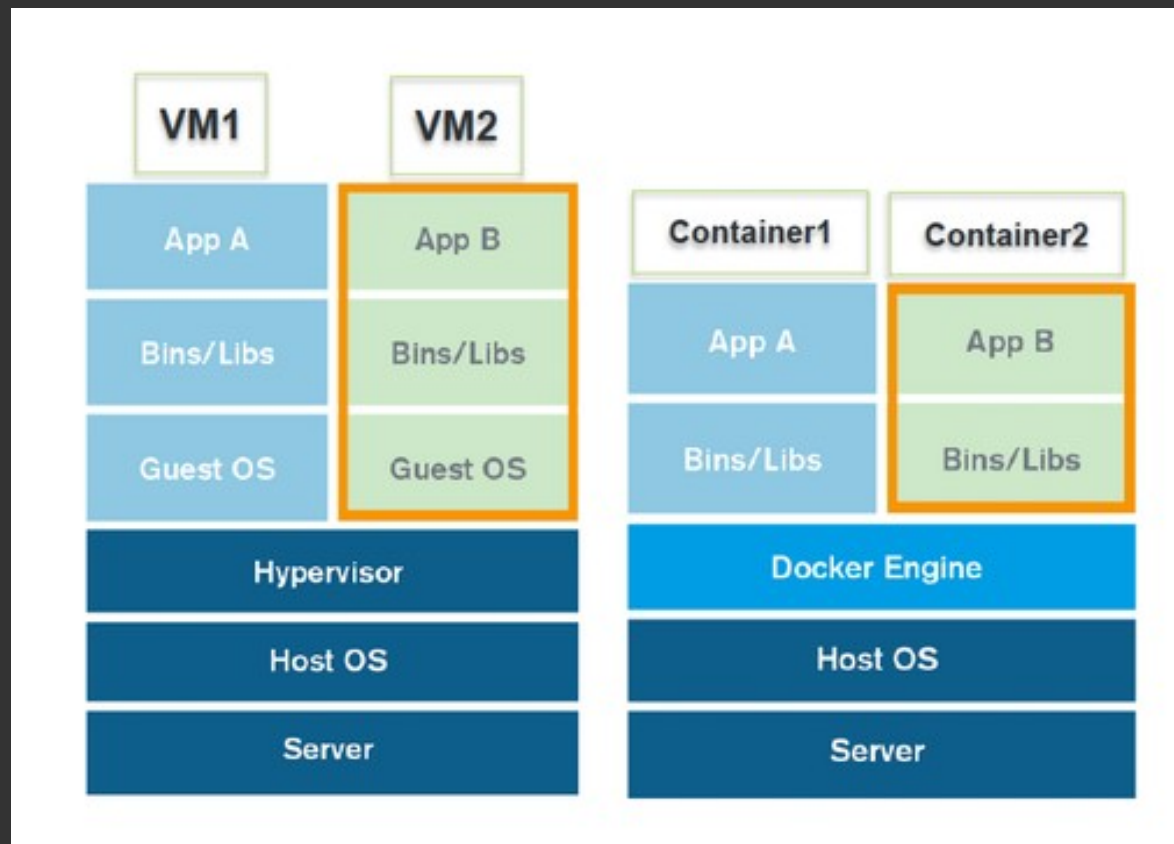 VM1
VM2
App A
App B
Bins/Libs
Bins/Libs
Guest OS
Guest OS
Hypervisor
Host OS
Server
Container1
Container2
App A
App B
Bins/Libs
Bins/Libs
Docker Engine
Host OS
Server